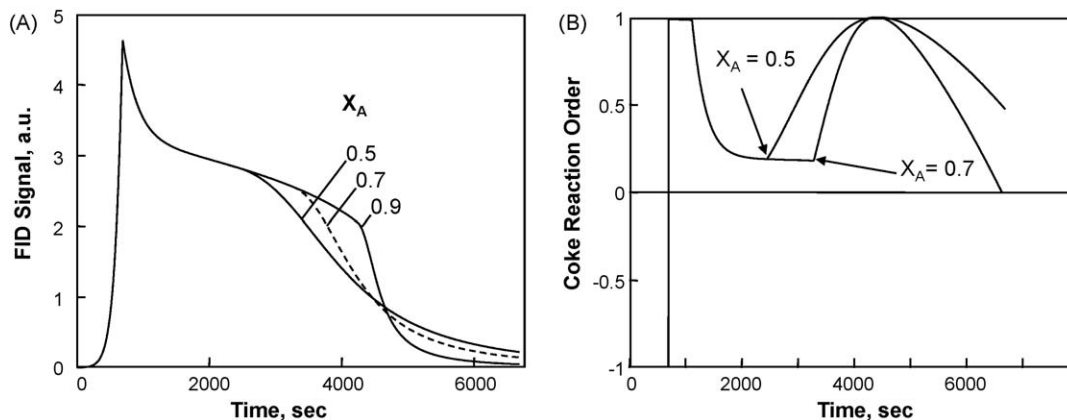 (A)
5
4
3
2
1
0
FID Signal, a.u.
X_A
0.5
0.7
0.9
0 2000 4000 6000
Time, sec
(B)
1
0.5
0
-0.5
-1
Coke Reaction Order
X_A = 0.5
X_A = 0.7
0 2000 4000 6000
Time, sec